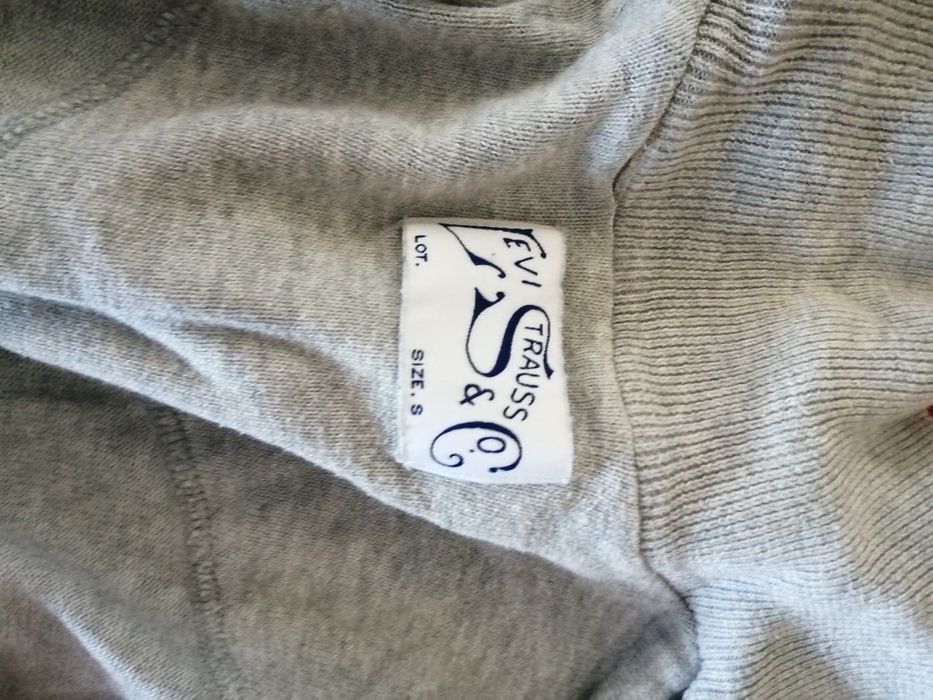 LEVI STRAUSS
& Co
LOT. SIZE. S